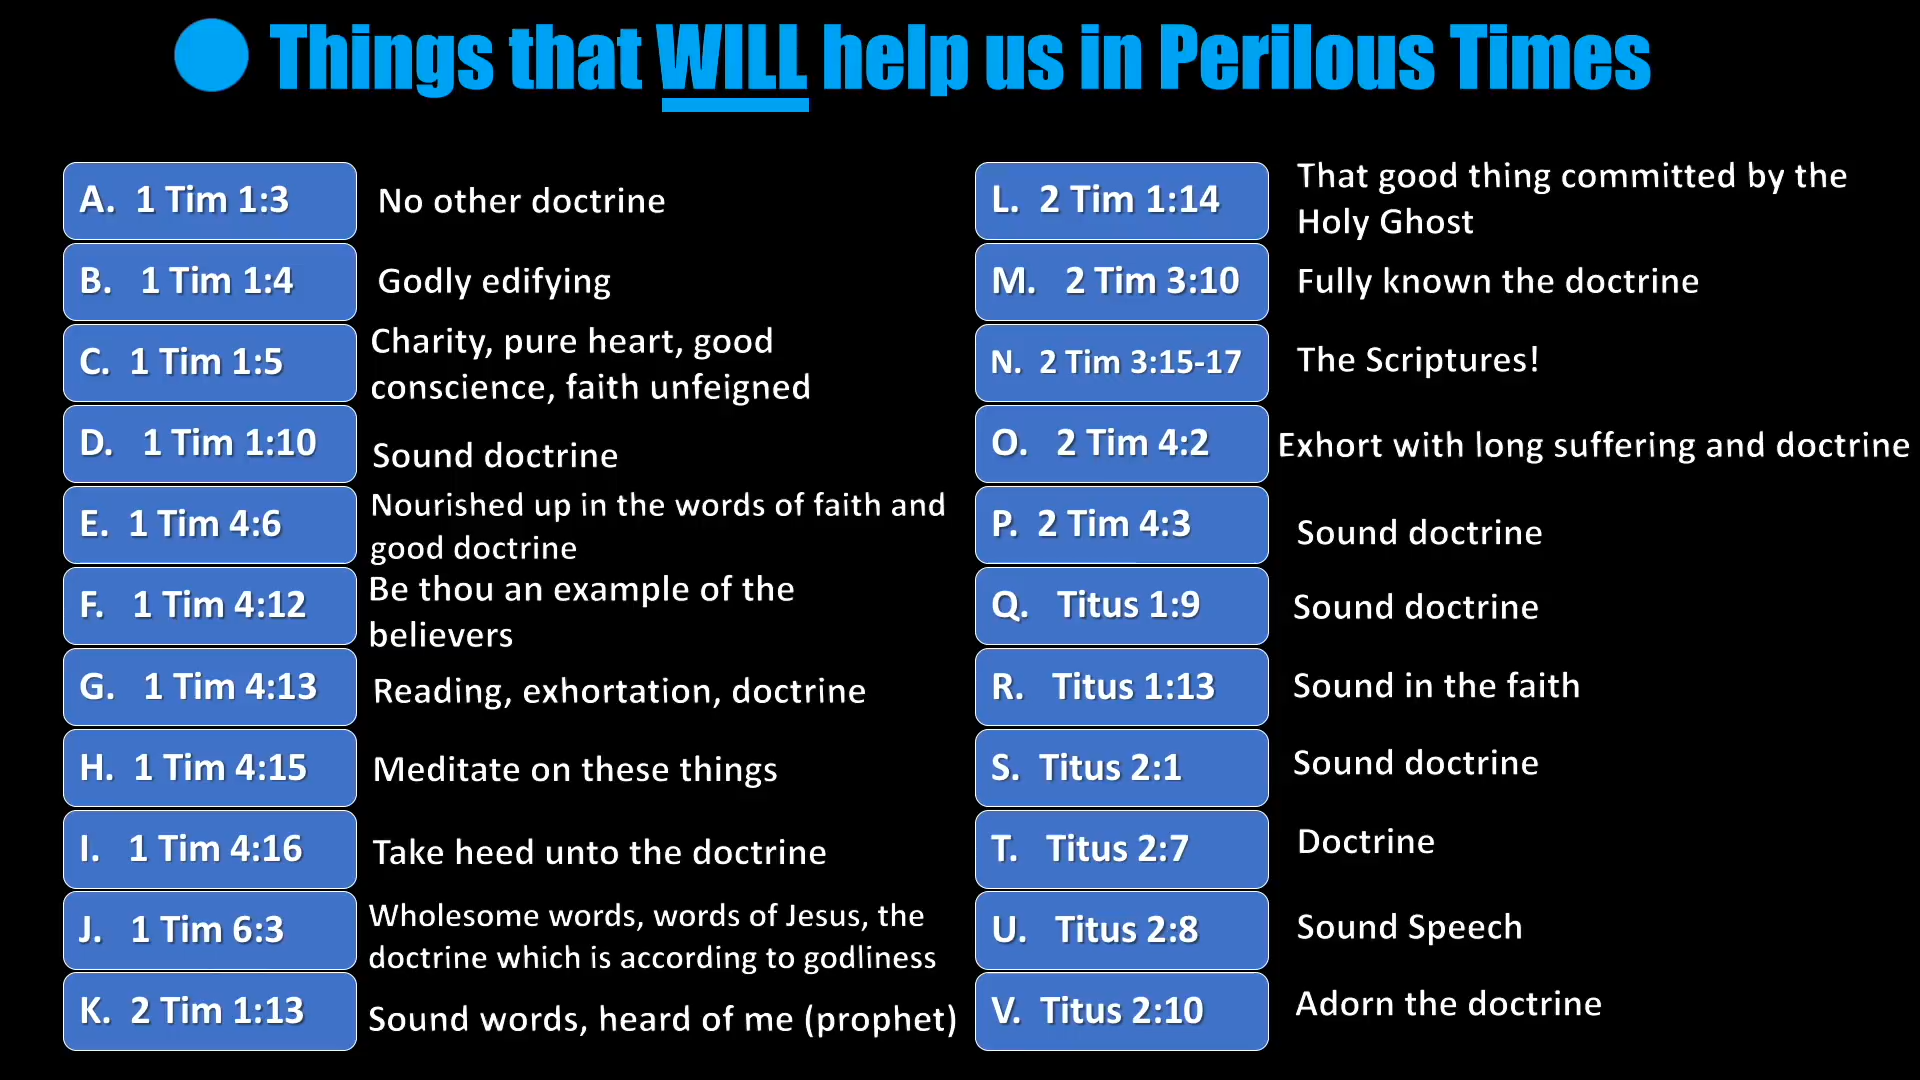 Things that WILL help us in Perilous Times
A. 1 Tim 1:3
No other doctrine
B. 1 Tim 1:4
Godly edifying
C. 1 Tim 1:5
Charity, pure heart, good
conscience, faith unfeigned
D. 1 Tim 1:10
Sound doctrine
E. 1 Tim 4:6
Nourished up in the words of faith and
good doctrine
F. 1 Tim 4:12
Be thou an example of the
believers
G. 1 Tim 4:13
Reading, exhortation, doctrine
H. 1 Tim 4:15
Meditate on these things
I. 1 Tim 4:16
Take heed unto the doctrine
J. 1 Tim 6:3
Wholesome words, words of Jesus, the
doctrine which is according to godliness
K. 2 Tim 1:13
Sound words, heard of me (prophet)
L. 2 Tim 1:14
That good thing committed by the
Holy Ghost
M. 2 Tim 3:10
Fully known the doctrine
N. 2 Tim 3:15-17
The Scriptures!
O. 2 Tim 4:2
Exhort with long suffering and doctrine
P. 2 Tim 4:3
Sound doctrine
Q. Titus 1:9
Sound doctrine
R. Titus 1:13
Sound in the faith
S. Titus 2:1
Sound doctrine
T. Titus 2:7
Doctrine
U. Titus 2:8
Sound Speech
V. Titus 2:10
Adorn the doctrine